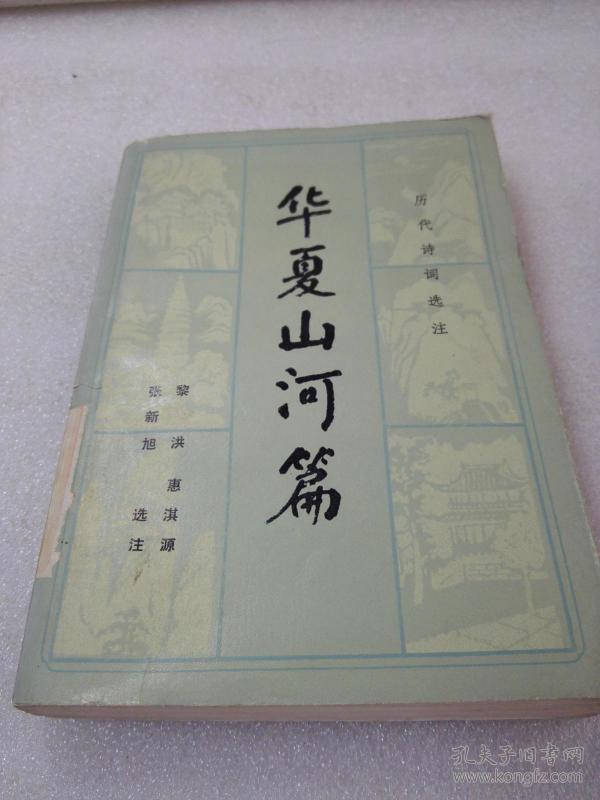 历代诗词选注
华夏山河篇
黎洪 惠淇源
张新旭 选注
孔夫子旧书网
www.kongfz.com